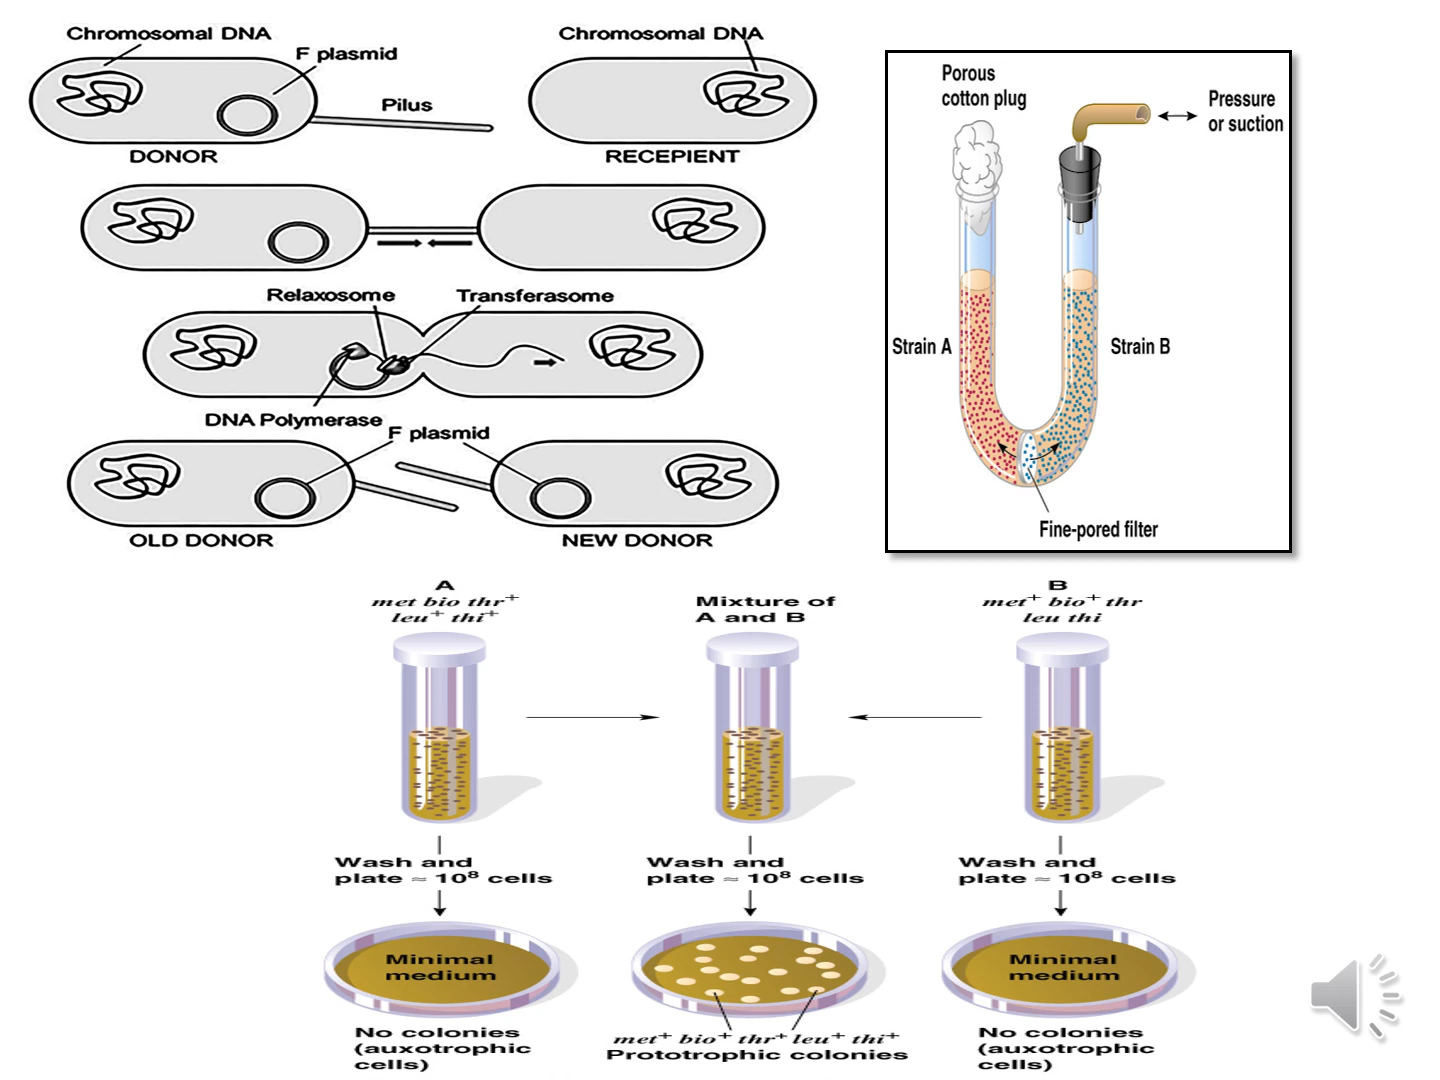 Chromosomal DNA
F plasmid
Pilus
DONOR
Chromosomal DNA
RECEPIENT
Relaxosome
Transferasome
DNA Polymerase
F plasmid
OLD DONOR
NEW DONOR
Porous
cotton plug
Pressure
or suction
Strain A
Strain B
Fine-pored filter
A
met bio thr+
leu+ thi+
Mixture of
A and B
B
met+ bio+ thr
leu thi
Wash and
plate ≈ 10⁸ cells
Wash and
plate ≈ 10⁸ cells
Wash and
plate ≈ 10⁸ cells
Minimal
medium
Minimal
medium
No colonies
(auxotrophic
cells)
met+ bio+ thr+ leu+ thi+
Prototrophic colonies
No colonies
(auxotrophic
cells)